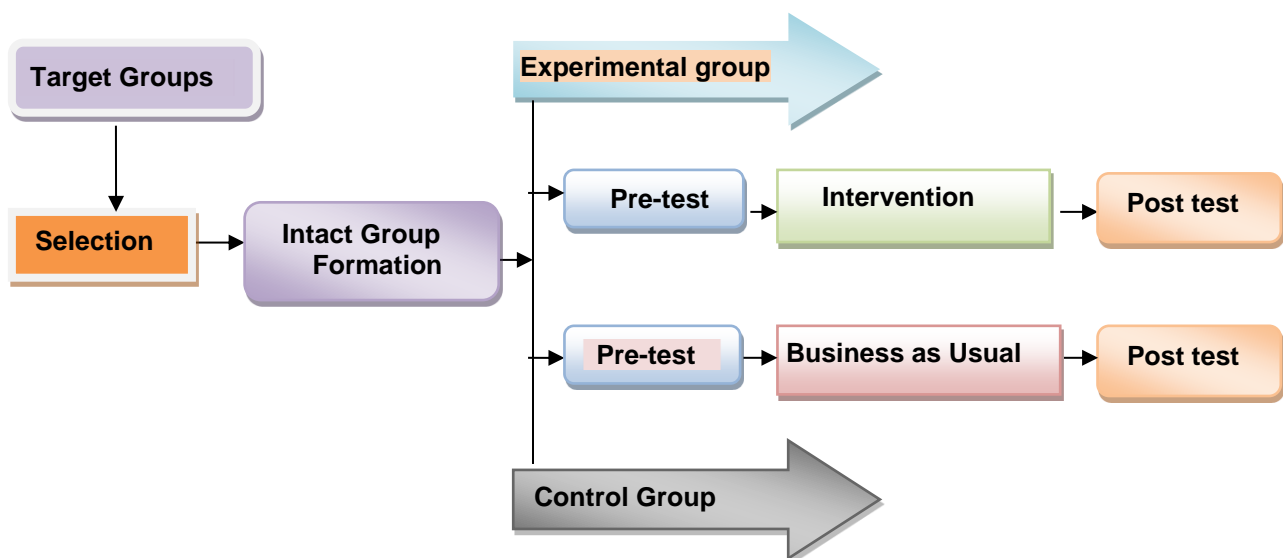 Target Groups
Experimental group
Pre-test
Intervention
Post test
Selection
Intact Group
Formation
Pre-test
Business as Usual
Post test
Control Group